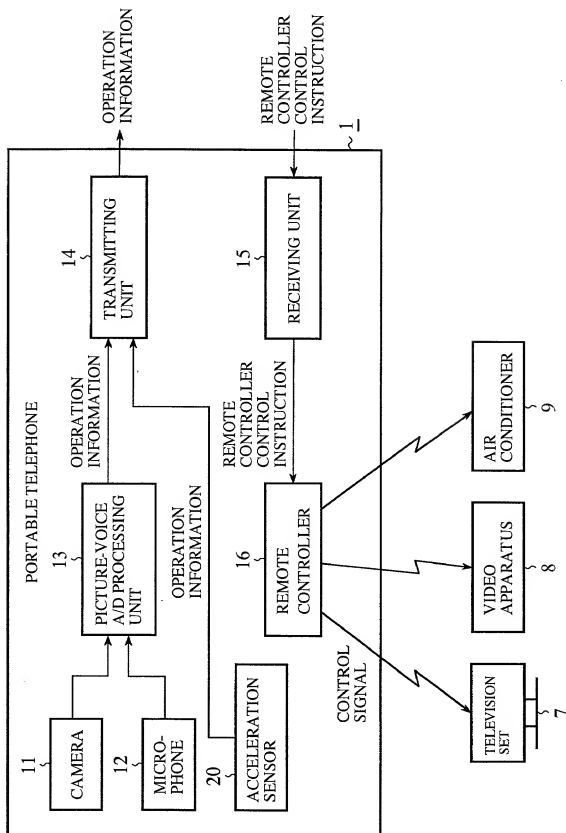 PORTABLE TELEPHONE
1
11
CAMERA
12
MICRO-
PHONE
20
ACCELERATION
SENSOR
13
PICTURE-VOICE
A/D PROCESSING
UNIT
OPERATION
INFORMATION
OPERATION
INFORMATION
14
TRANSMITTING
UNIT
OPERATION
INFORMATION
REMOTE
CONTROLLER
CONTROL
INSTRUCTION
15
RECEIVING UNIT
REMOTE
CONTROLLER
CONTROL
INSTRUCTION
16
REMOTE
CONTROLLER
CONTROL
SIGNAL
TELEVISION
SET
7
VIDEO
APPARATUS
8
AIR
CONDITIONER
9